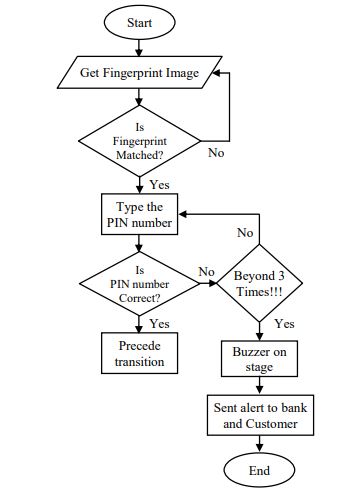 Start
Get Fingerprint Image
Is
Fingerprint
Matched?
No
Yes
Type the
PIN number
No
Is
PIN number
Correct?
No
Beyond 3
Times!!!
Yes
Yes
Precede
transition
Buzzer on
stage
Sent alert to bank
and Customer
End